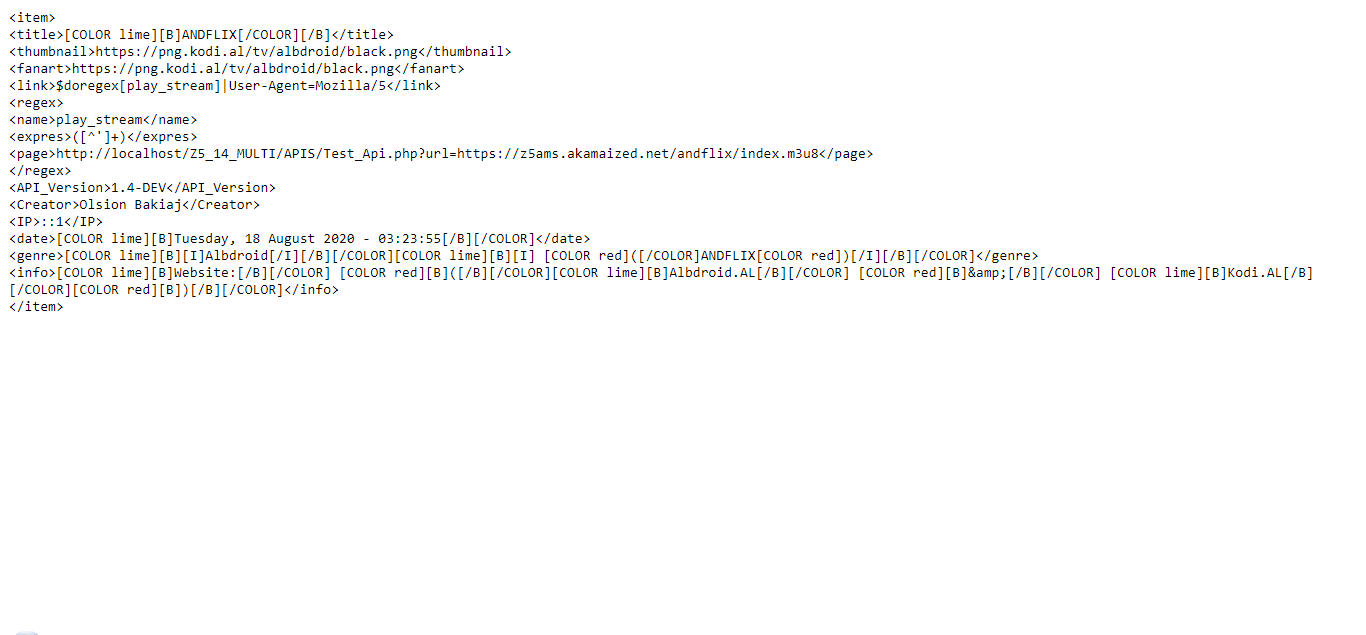 <item>
<title>[COLOR lime][B]ANDFLIX[/COLOR][/B]</title>
<thumbnail>https://png.kodi.al/tv/albdroid/black.png</thumbnail>
<fanart>https://png.kodi.al/tv/albdroid/black.png</fanart>
<link>$doregex[play_stream]|User-Agent=Mozilla/5</link>
<regex>
<name>play_stream</name>
<expres>([^']+)</expres>
<page>http://localhost/Z5_14_MULTI/APIS/Test_Api.php?url=https://z5ams.akamaized.net/andflix/index.m3u8</page>
</regex>
<API_Version>1.4-DEV</API_Version>
<Creator>Olsion Bakiaj</Creator>
<IP>::1</IP>
<date>[COLOR lime][B]Tuesday, 18 August 2020 - 03:23:55[/B][/COLOR]</date>
<genre>[COLOR lime][B][I]Albdroid[/I][/B][/COLOR][COLOR lime][B][I] [COLOR red]([/COLOR]ANDFLIX[COLOR red])[/I][/B][/COLOR]</genre>
<info>[COLOR lime][B]Website:[/B][/COLOR] [COLOR red][B]([/B][/COLOR][COLOR lime][B]Albdroid.AL[/B][/COLOR] [COLOR red][B]&amp;[/B][/COLOR] [COLOR lime][B]Kodi.AL[/B]
[/COLOR][COLOR red][B])[/B][/COLOR]</info>
</item>